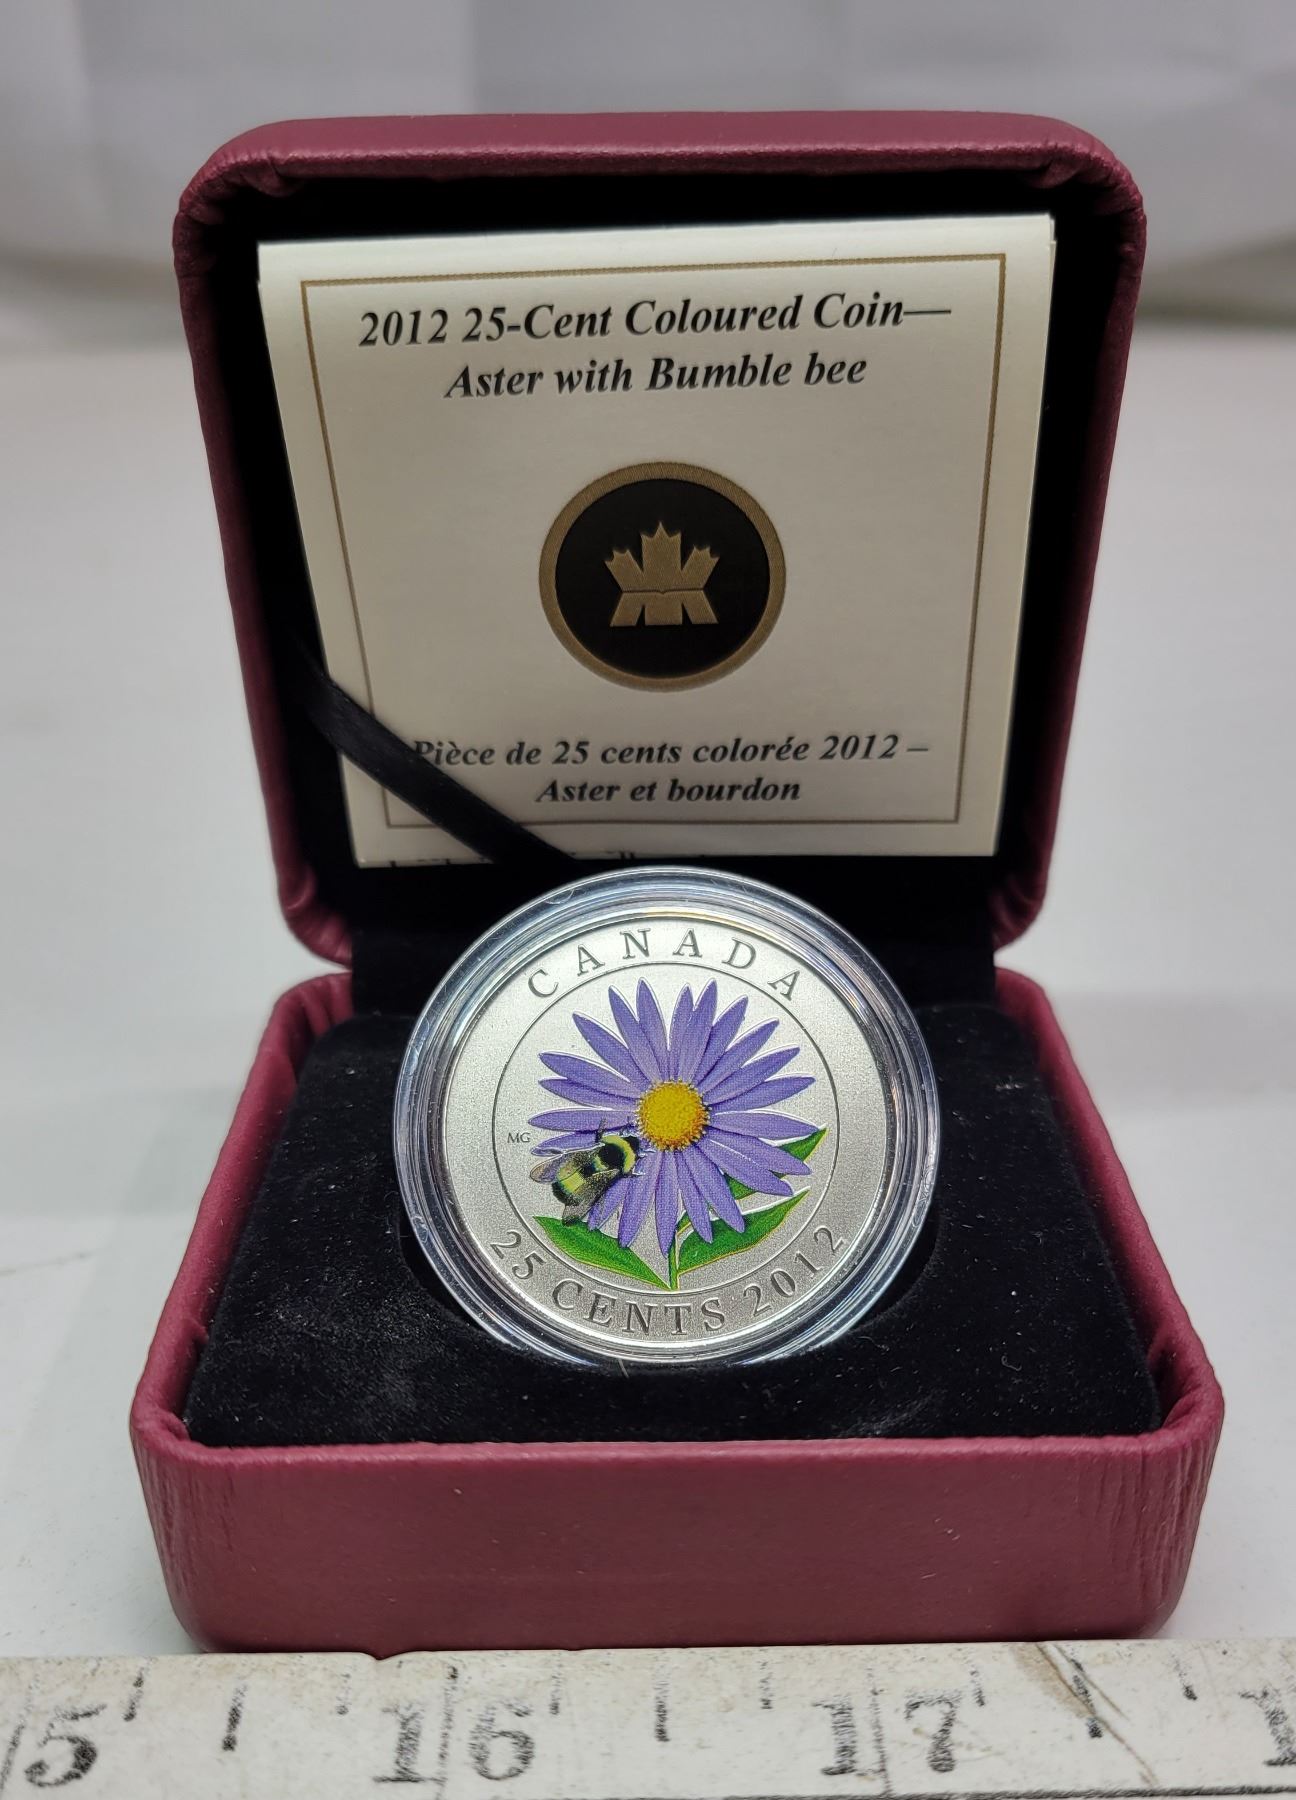 2012 25-Cent Coloured Coin—
Aster with Bumble bee
Pièce de 25 cents colorée 2012 –
Aster et bourdon
CANADA
MG
25 CENTS 2012
5 16 17 1